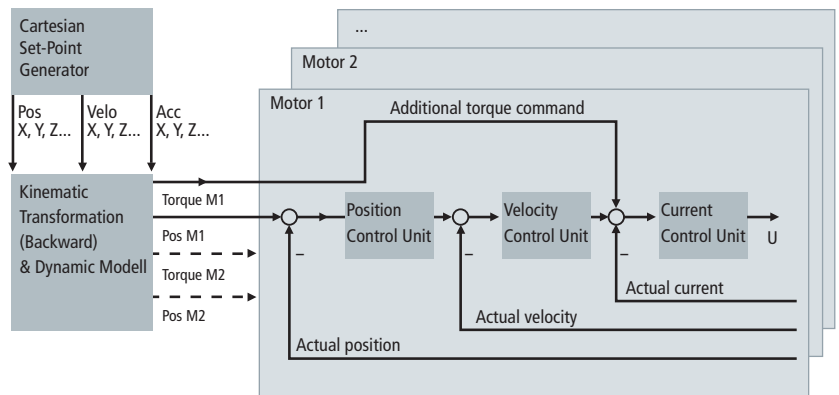 Cartesian
Set-Point
Generator
...
Motor 2
Motor 1
Additional torque command
Pos
X, Y, Z...
Velo
X, Y, Z...
Acc
X, Y, Z...
Kinematic
Transformation
(Backward)
& Dynamic Modell
Torque M1
Pos M1
Torque M2
Pos M2
Position
Control Unit
Velocity
Control Unit
Current
Control Unit
U
–
–
–
Actual current
Actual velocity
Actual position